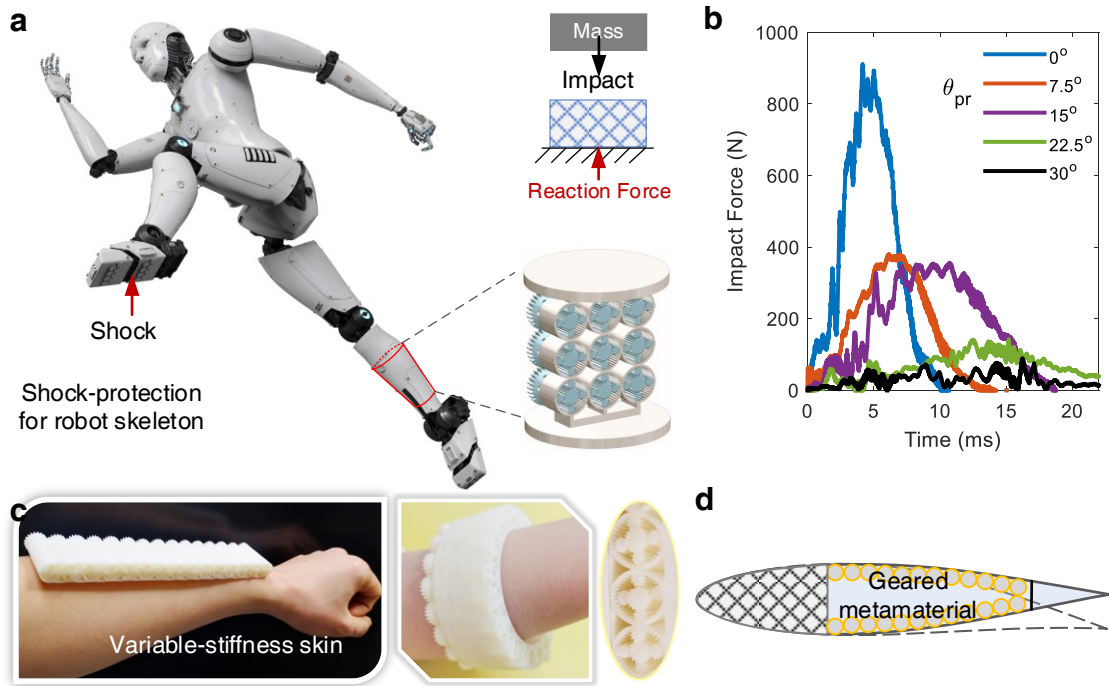 a
Mass
Impact
Reaction Force
Shock
Shock-protection
for robot skeleton
b
1000
800
600
400
200
0
0
5
10
15
20
Impact Force (N)
Time (ms)
θpr
0°
7.5°
15°
22.5°
30°
c
Variable-stiffness skin
d
Geared
metamaterial